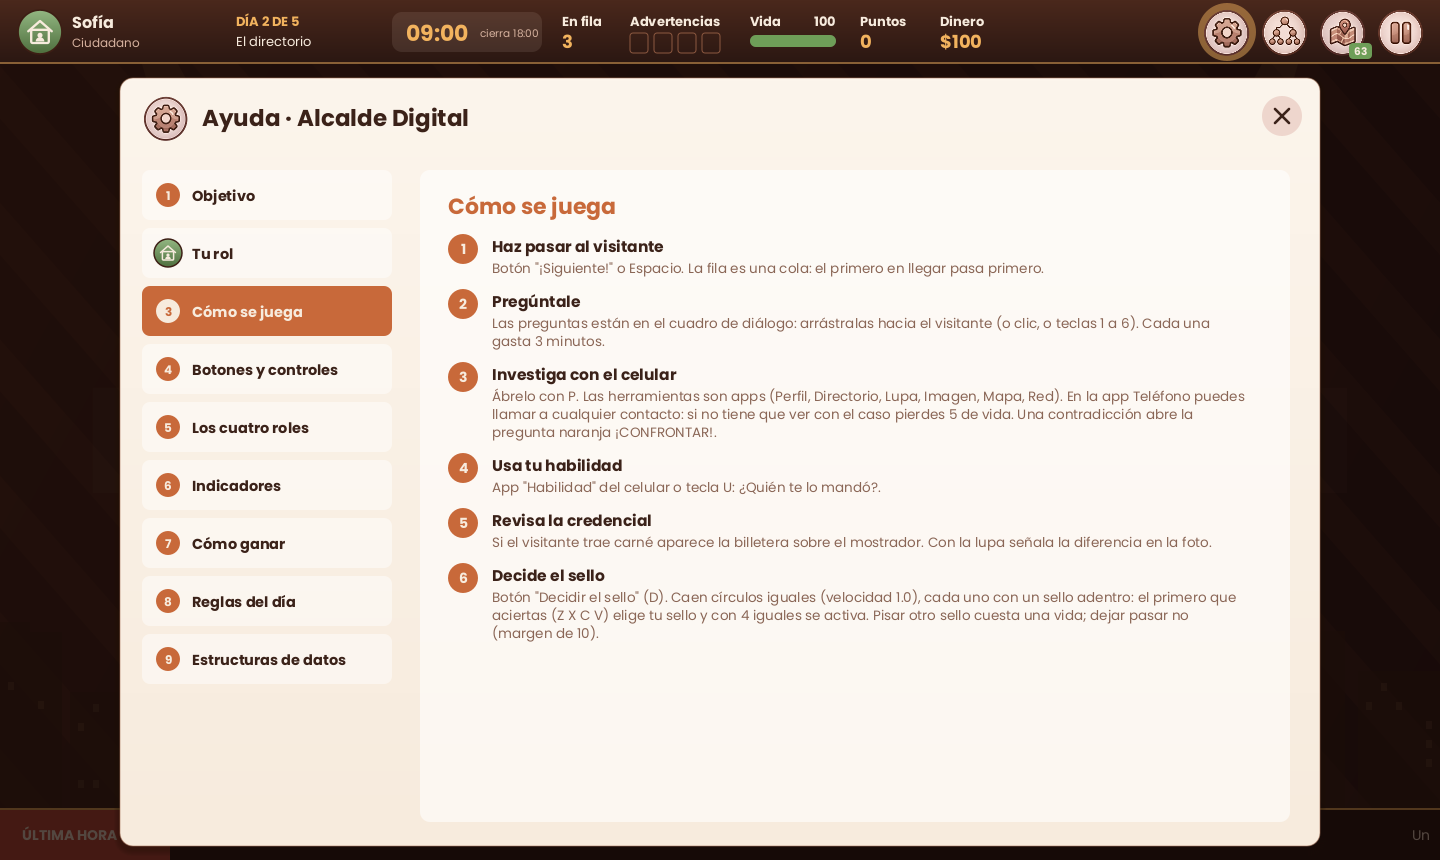 Sofía
Ciudadano
DÍA 2 DE 5
El directorio
09:00 cierra 18:00
En fila
3
Advertencias
Vida 100
Puntos
0
Dinero
$100
63
Ayuda · Alcalde Digital
1 Objetivo
Tu rol
3 Cómo se juega
4 Botones y controles
5 Los cuatro roles
6 Indicadores
7 Cómo ganar
8 Reglas del día
9 Estructuras de datos
Cómo se juega
1 Haz pasar al visitante
Botón "¡Siguiente!" o Espacio. La fila es una cola: el primero en llegar pasa primero.
2 Pregúntale
Las preguntas están en el cuadro de diálogo: arrástralas hacia el visitante (o clic, o teclas 1 a 6). Cada una
gasta 3 minutos.
3 Investiga con el celular
Ábrelo con P. Las herramientas son apps (Perfil, Directorio, Lupa, Imagen, Mapa, Red). En la app Teléfono puedes
llamar a cualquier contacto: si no tiene que ver con el caso pierdes 5 de vida. Una contradicción abre la
pregunta naranja ¡CONFRONTAR!.
4 Usa tu habilidad
App "Habilidad" del celular o tecla U: ¿Quién te lo mandó?.
5 Revisa la credencial
Si el visitante trae carné aparece la billetera sobre el mostrador. Con la lupa señala la diferencia en la foto.
6 Decide el sello
Botón "Decidir el sello" (D). Caen círculos iguales (velocidad 1.0), cada uno con un sello adentro: el primero que
aciertas (Z X C V) elige tu sello y con 4 iguales se activa. Pisar otro sello cuesta una vida; dejar pasar no
(margen de 10).
ÚLTIMA HORA
Un